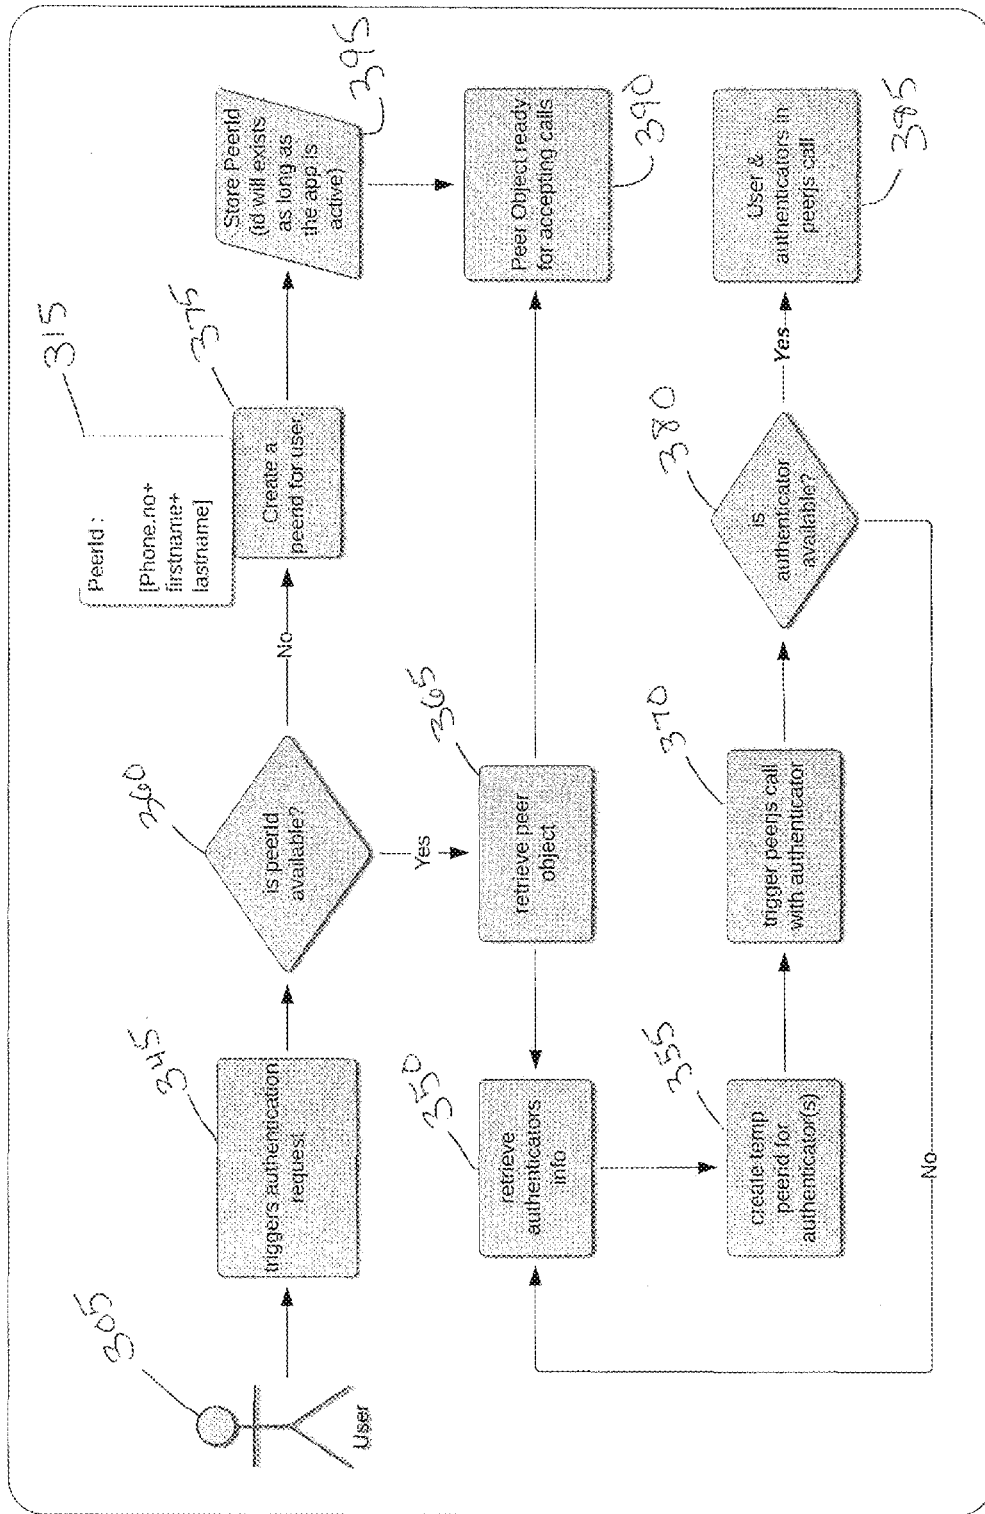 305
User
345
triggers authentication
request
360
is peerId
available?
No
315
PeerId :
[Phone.no+
firstname+
lastname]
375
Create a
peerId for user
395
Store PeerId
(id will exists
as long as
the app is
active)
Yes
365
retrieve peer
object
390
Peer Object ready
for accepting calls
350
retrieve
authenticators
info
355
create temp
peerId for
authenticator(s)
370
trigger peerjs call
with authenticator
380
is
authenticator
available?
Yes
385
User &
authenticators in
peerjs call
No